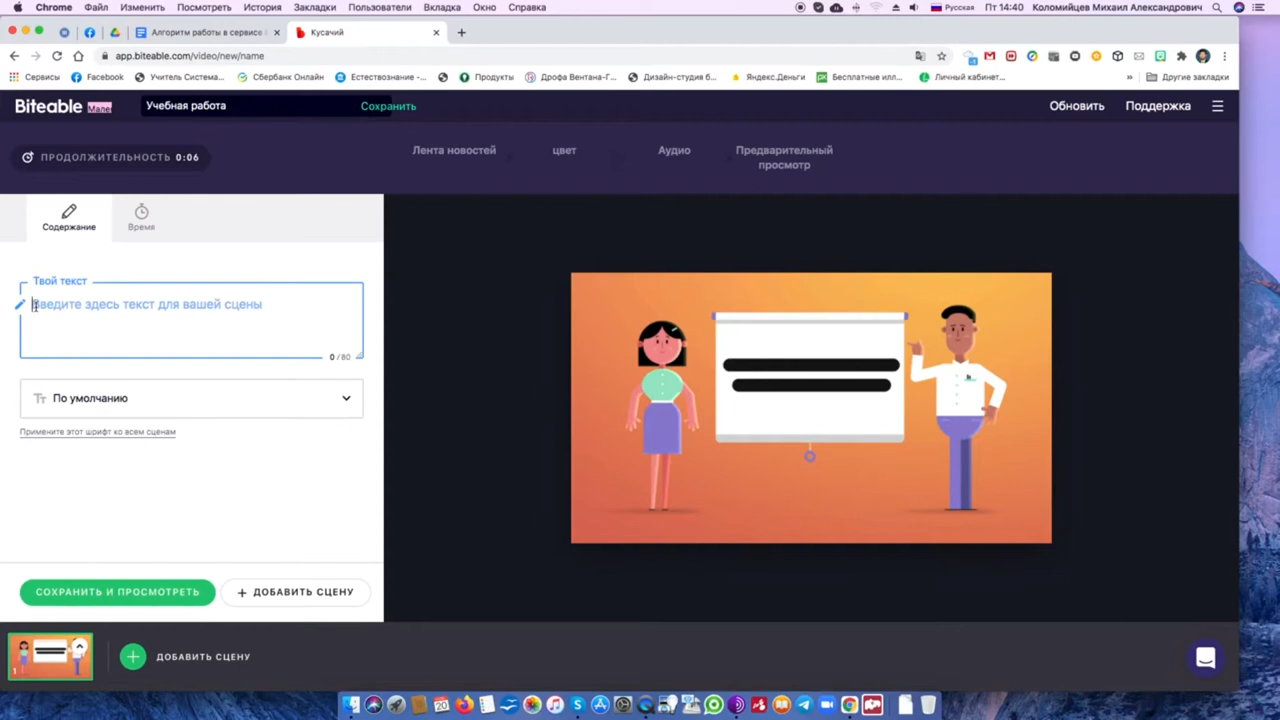 Chrome Файл Изменить Посмотреть История Закладки Пользователи Вкладка Окно Справка Русская Пт 14:40 Коломийцев Михаил Александрович
Алгоритм работы в сервисе Кусачий
app.biteable.com/video/new/name
Сервисы Facebook Учитель Система... Сбербанк Онлайн Естествознание -... Продукты Дрофа Вентана-Г... Дизайн-студия б... Яндекс.Деньги Бесплатные илл... Личный кабинет... » Другие закладки
Biteable Мале Учебная работа Сохранить Обновить Поддержка
ПРОДОЛЖИТЕЛЬНОСТЬ 0:06 Лента новостей цвет Аудио Предварительный
просмотр
Содержание Время
Твой текст
Введите здесь текст для вашей сцены
0 /80
Tт По умолчанию
Примените этот шрифт ко всем сценам
СОХРАНИТЬ И ПРОСМОТРЕТЬ + ДОБАВИТЬ СЦЕНУ
1 ДОБАВИТЬ СЦЕНУ
20